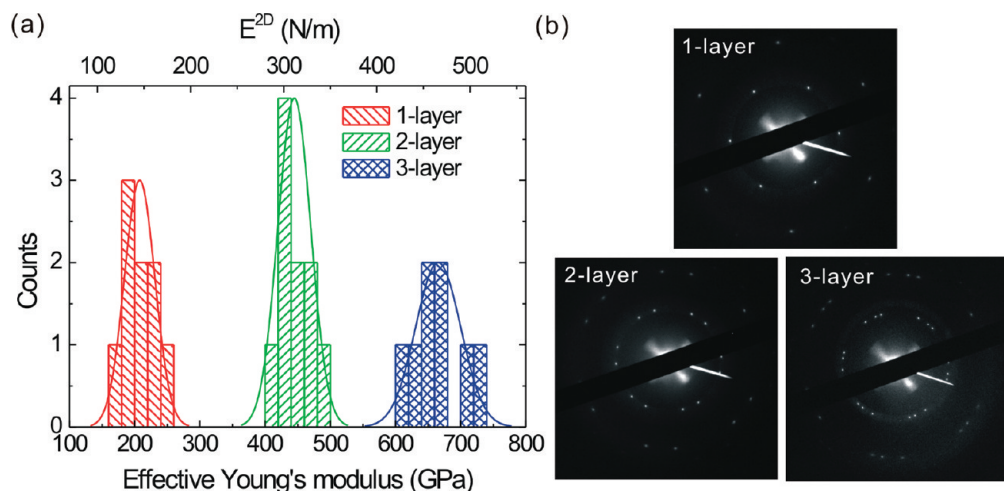 (a)
E2D (N/m)
100 200 300 400 500
4
3
2
1
0
Counts
1-layer
2-layer
3-layer
100 200 300 400 500 600 700 800
Effective Young's modulus (GPa)
(b)
1-layer
2-layer
3-layer